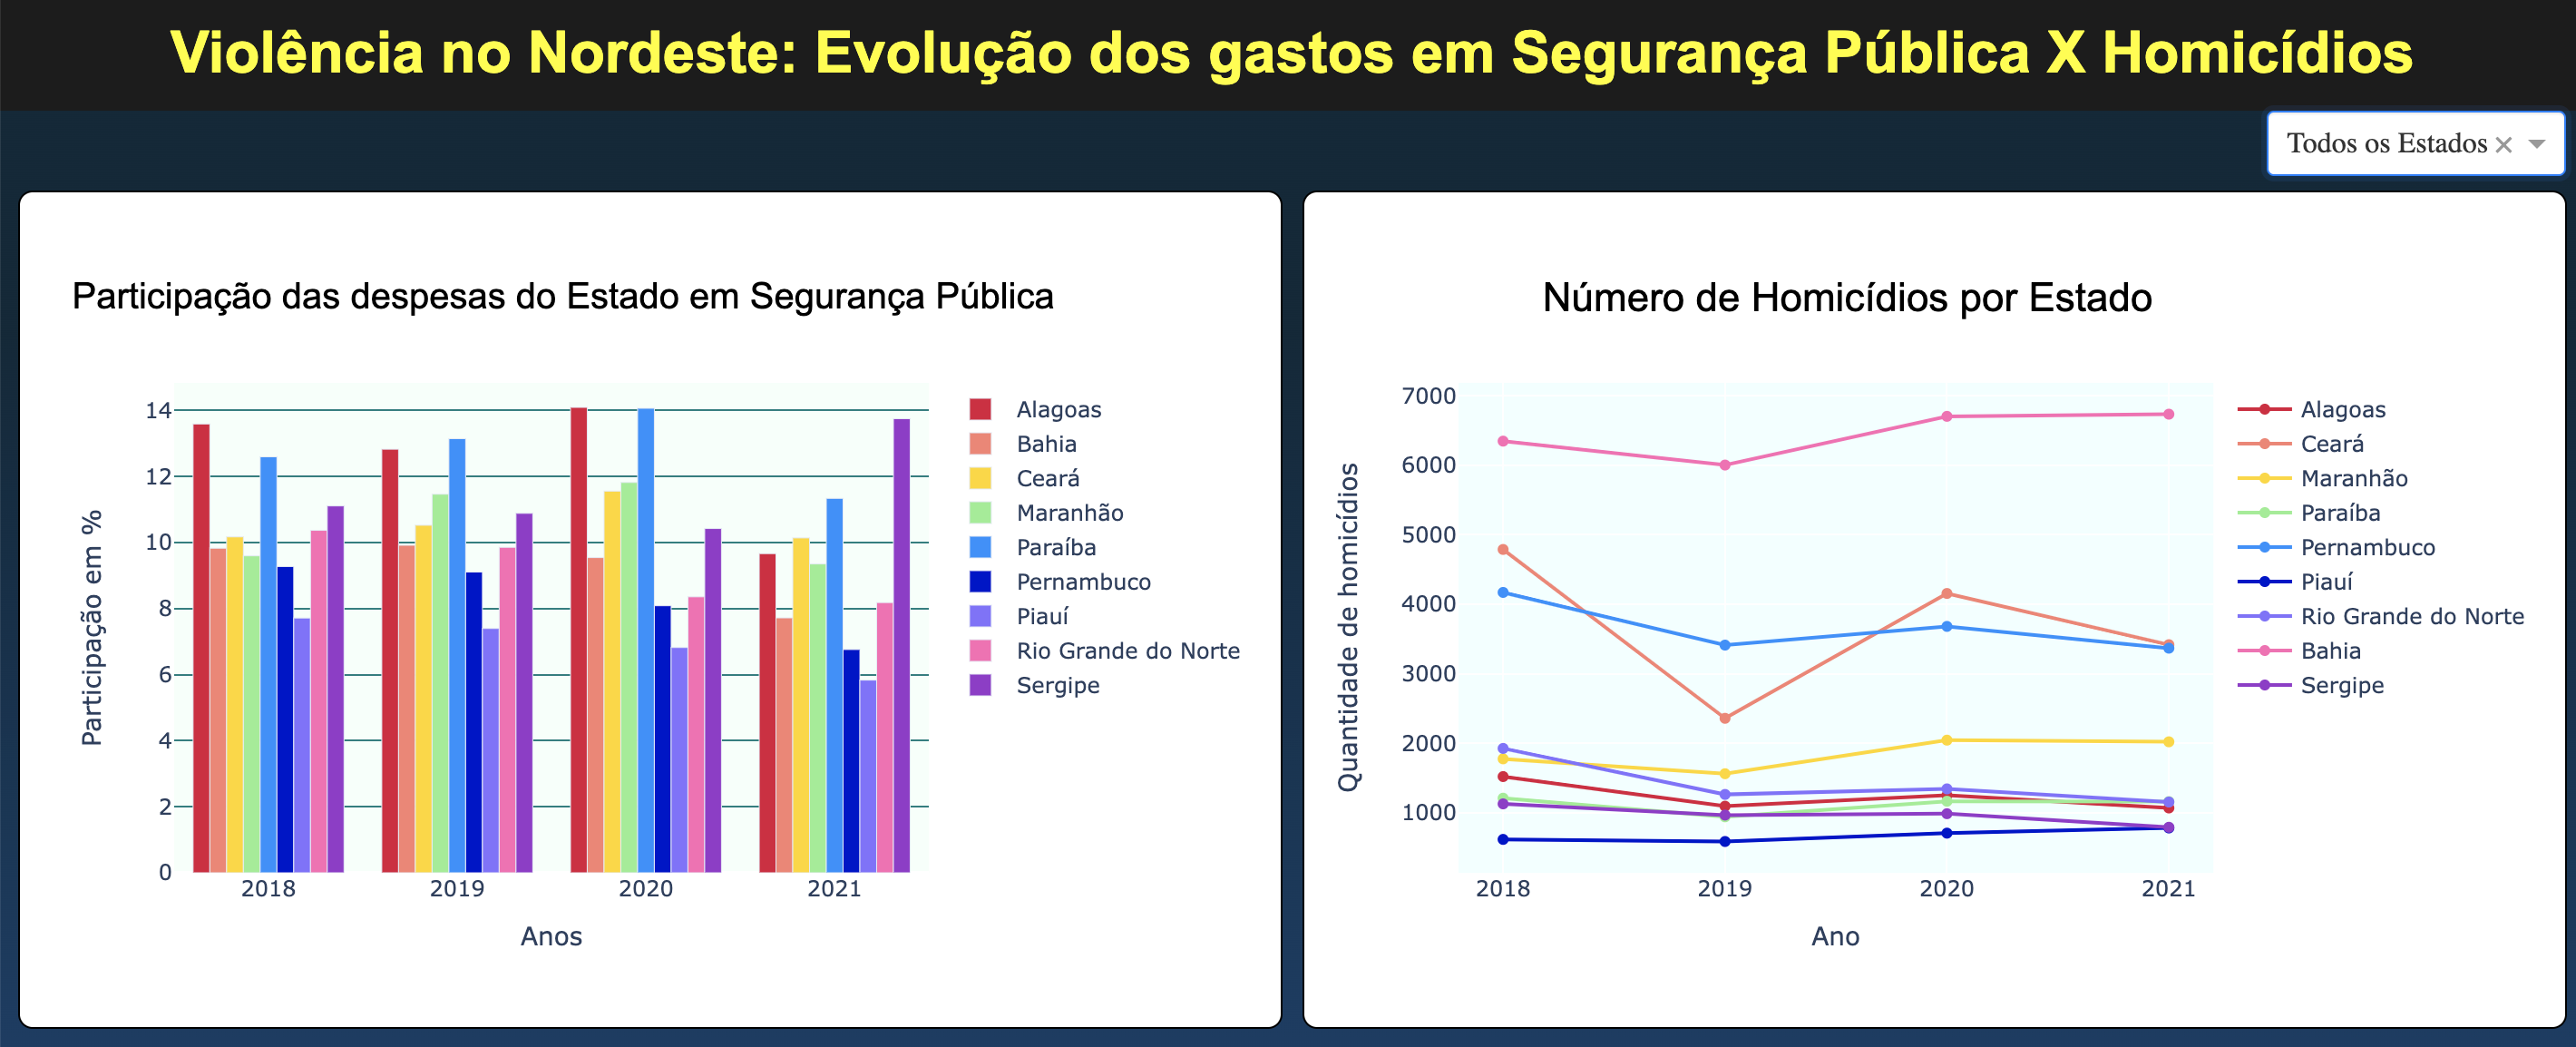 Violência no Nordeste: Evolução dos gastos em Segurança Pública X Homicídios
Todos os Estados ×
Participação das despesas do Estado em Segurança Pública
Participação em %
14
12
10
8
6
4
2
0
2018 2019 2020 2021
Anos
Alagoas
Bahia
Ceará
Maranhão
Paraíba
Pernambuco
Piauí
Rio Grande do Norte
Sergipe
Número de Homicídios por Estado
Quantidade de homicídios
7000
6000
5000
4000
3000
2000
1000
2018 2019 2020 2021
Ano
Alagoas
Ceará
Maranhão
Paraíba
Pernambuco
Piauí
Rio Grande do Norte
Bahia
Sergipe